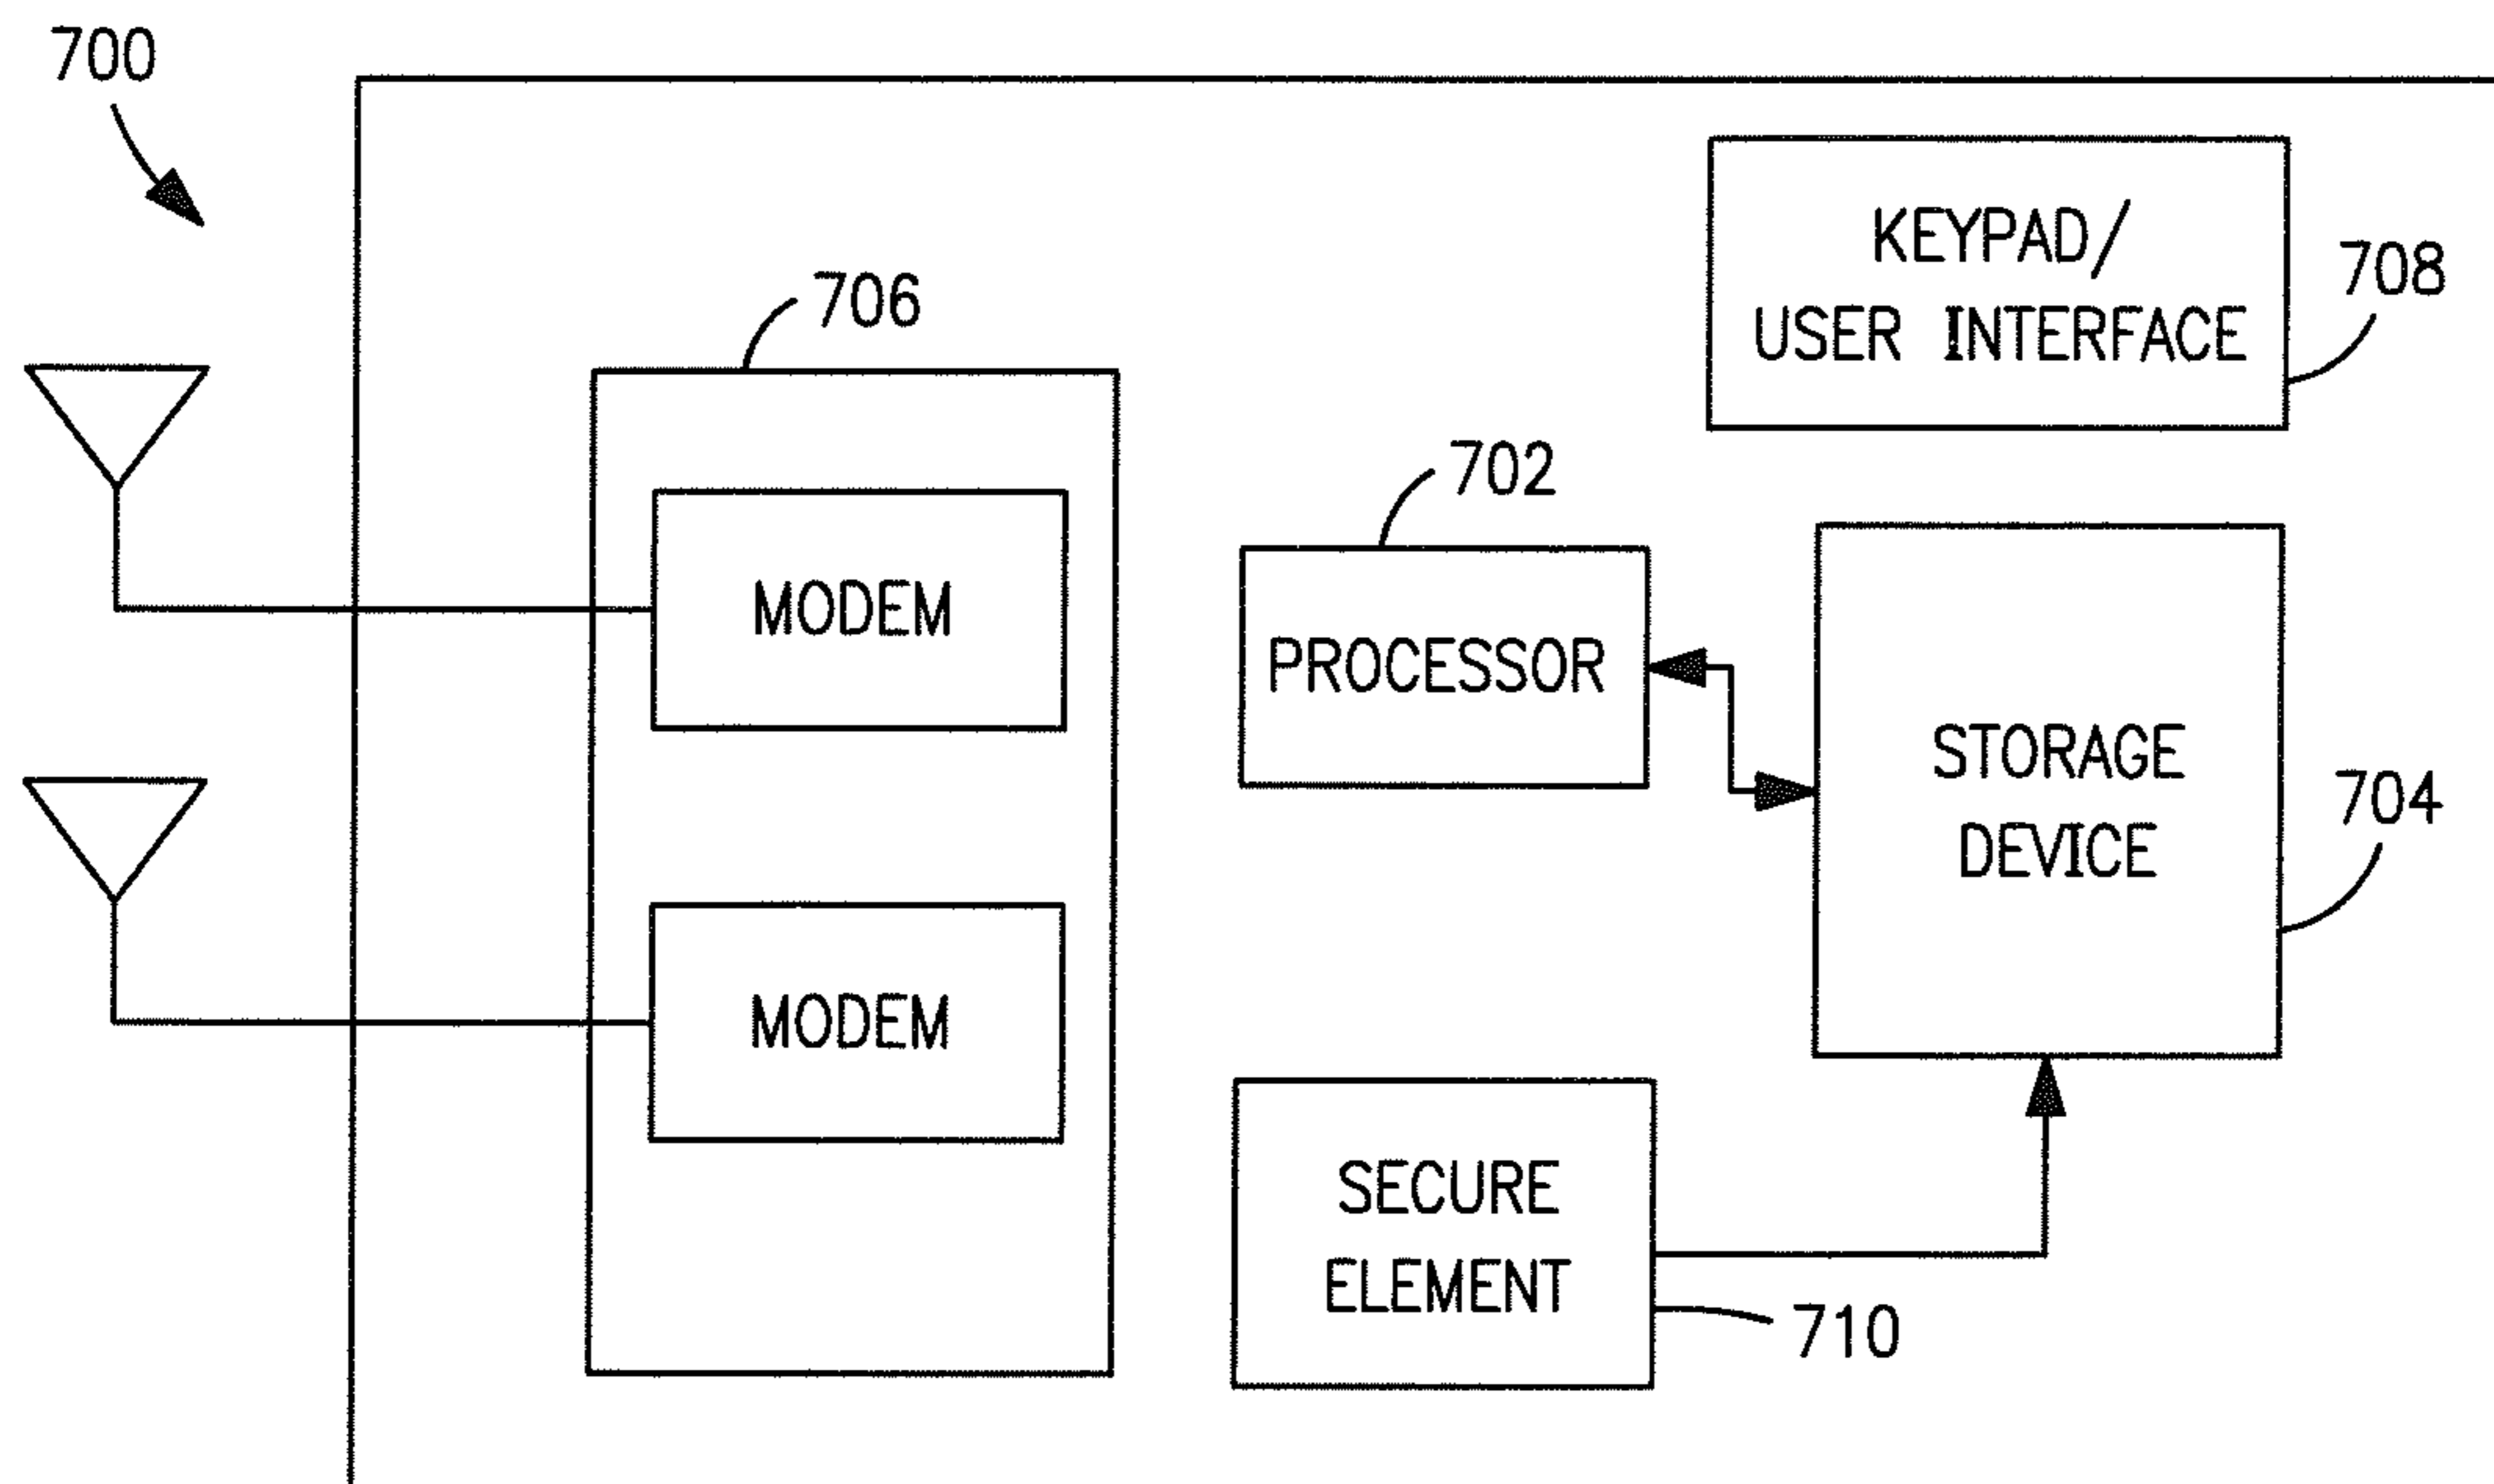 700
KEYPAD/
USER INTERFACE
708
706
702
MODEM
PROCESSOR
STORAGE
DEVICE
704
MODEM
SECURE
ELEMENT
710